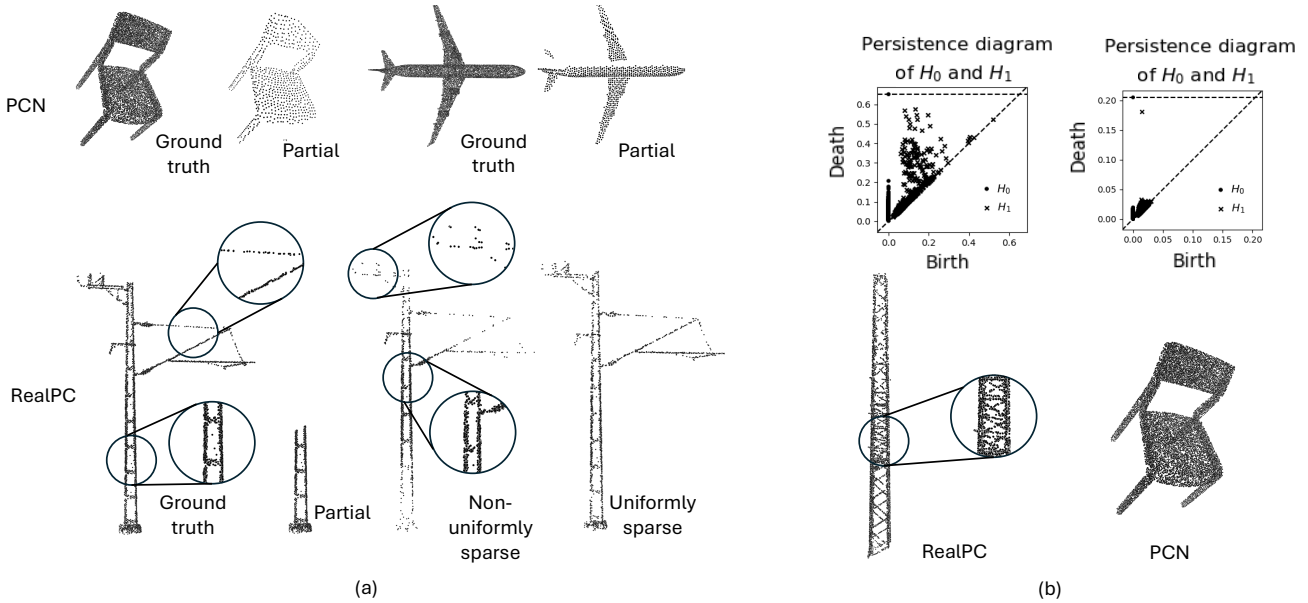 PCN
Ground
truth
Partial
Ground
truth
Partial
RealPC
Ground
truth
Partial
Non-
uniformly
sparse
Uniformly
sparse
(a)
Persistence diagram
of H₀ and H₁
Death
0.6
0.5
0.4
0.3
0.2
0.1
0.0
H₀
H₁
0.0 0.2 0.4 0.6
Birth
Persistence diagram
of H₀ and H₁
Death
0.20
0.15
0.10
0.05
0.00
H₀
H₁
0.00 0.05 0.10 0.15 0.20
Birth
RealPC
PCN
(b)